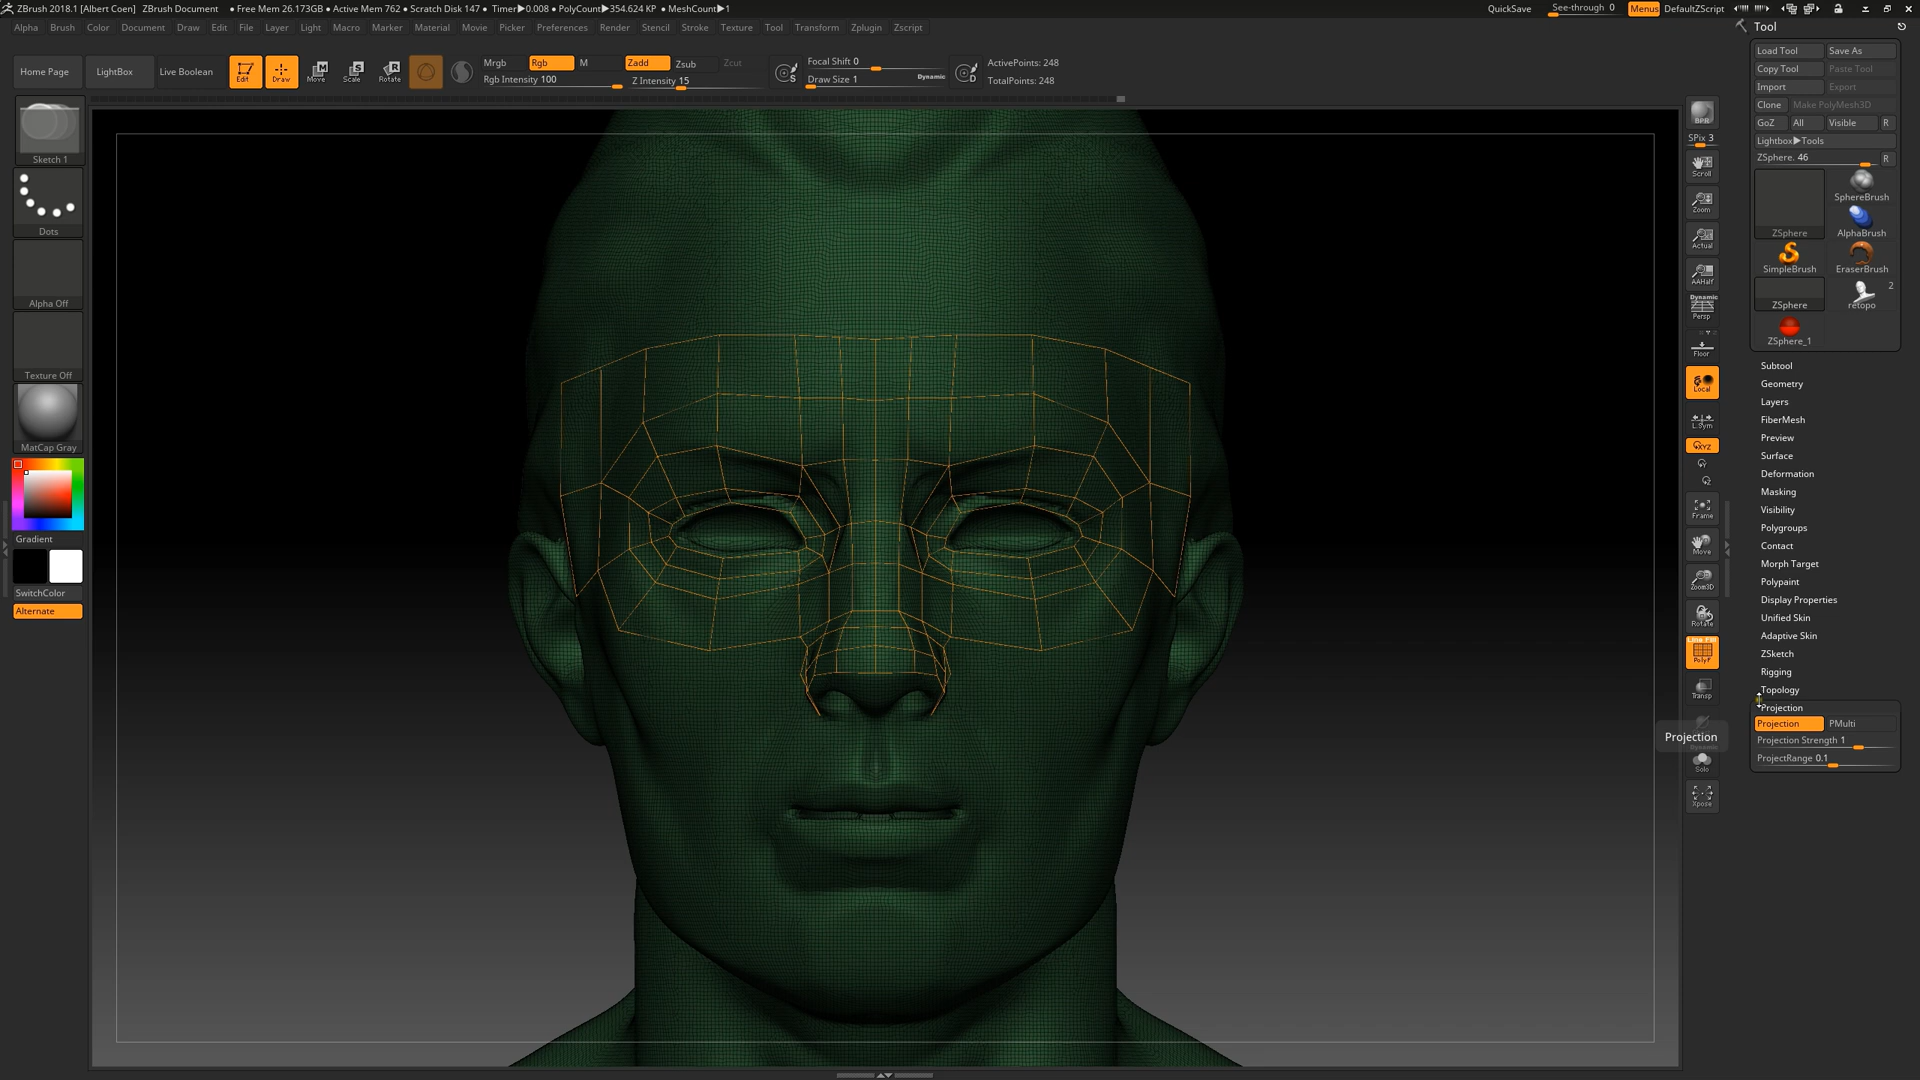 ZBrush 2018.1 [Albert Coen] ZBrush Document • Free Mem 26.173GB • Active Mem 762 • Scratch Disk 147 • Timer▶0.008 • PolyCount▶354.624 KP • MeshCount▶1 QuickSave See-through 0 Menus DefaultZScript
Alpha Brush Color Document Draw Edit File Layer Light Macro Marker Material Movie Picker Preferences Render Stencil Stroke Texture Tool Transform Zplugin Zscript
Home Page LightBox Live Boolean Edit Draw Move Scale Rotate
Mrgb Rgb M Zadd Zsub Zcut Focal Shift 0 ActivePoints: 248
Rgb Intensity 100 Z Intensity 15 Draw Size 1 Dynamic TotalPoints: 248
S
D
Sketch 1
Dots
Alpha Off
Texture Off
MatCap Gray
Gradient
SwitchColor
Alternate
BPR
SPix 3
Scroll
Zoom
Actual
AAHalf
Dynamic
Persp
Floor
Local
L.Sym
XYZ
Y
Z
Frame
Move
Zoom3D
Rotate
Line Fill
PolyF
Transp
Projection
Dynamic
Solo
Xpose
Tool
Load Tool Save As
Copy Tool Paste Tool
Import Export
Clone Make PolyMesh3D
GoZ All Visible R
Lightbox▶Tools
ZSphere. 46 R
ZSphere SphereBrush
AlphaBrush
SimpleBrush EraserBrush
ZSphere 2 retopo
ZSphere_1
Subtool
Geometry
Layers
FiberMesh
Preview
Surface
Deformation
Masking
Visibility
Polygroups
Contact
Morph Target
Polypaint
Display Properties
Unified Skin
Adaptive Skin
ZSketch
Rigging
Topology
Projection
Projection PMulti
Projection Strength 1
ProjectRange 0.1